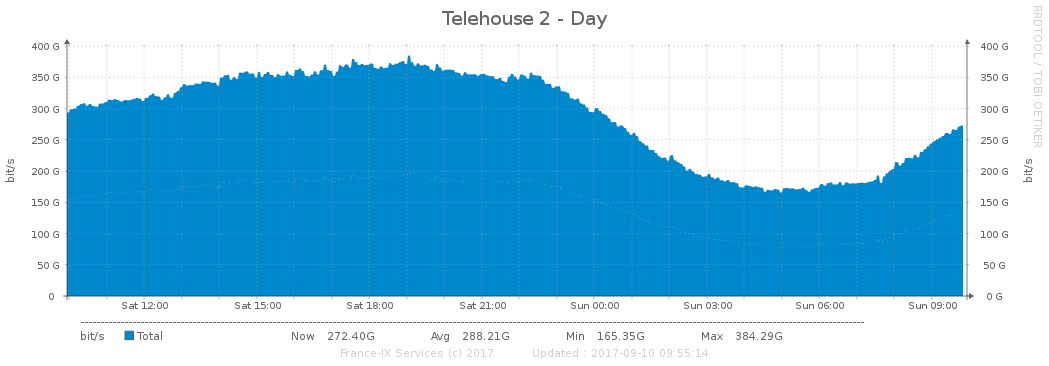 Telehouse 2 - Day
RRDTOOL / TOBI OETIKER
400 G 400 G
350 G 350 G
300 G 300 G
250 G 250 G
200 G 200 G
150 G 150 G
100 G 100 G
50 G 50 G
0 0 G
bit/s bit/s
Sat 12:00 Sat 15:00 Sat 18:00 Sat 21:00 Sun 00:00 Sun 03:00 Sun 06:00 Sun 09:00
bit/s Total Now 272.40G Avg 288.21G Min 165.35G Max 384.29G
France-IX Services (c) 2017 Updated : 2017-09-10 09:55:14